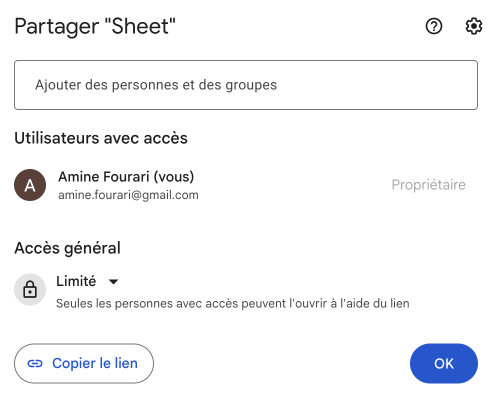 Partager "Sheet"
Ajouter des personnes et des groupes
Utilisateurs avec accès
A
Amine Fourari (vous)
amine.fourari@gmail.com
Propriétaire
Accès général
Limité
Seules les personnes avec accès peuvent l'ouvrir à l'aide du lien
Copier le lien
OK